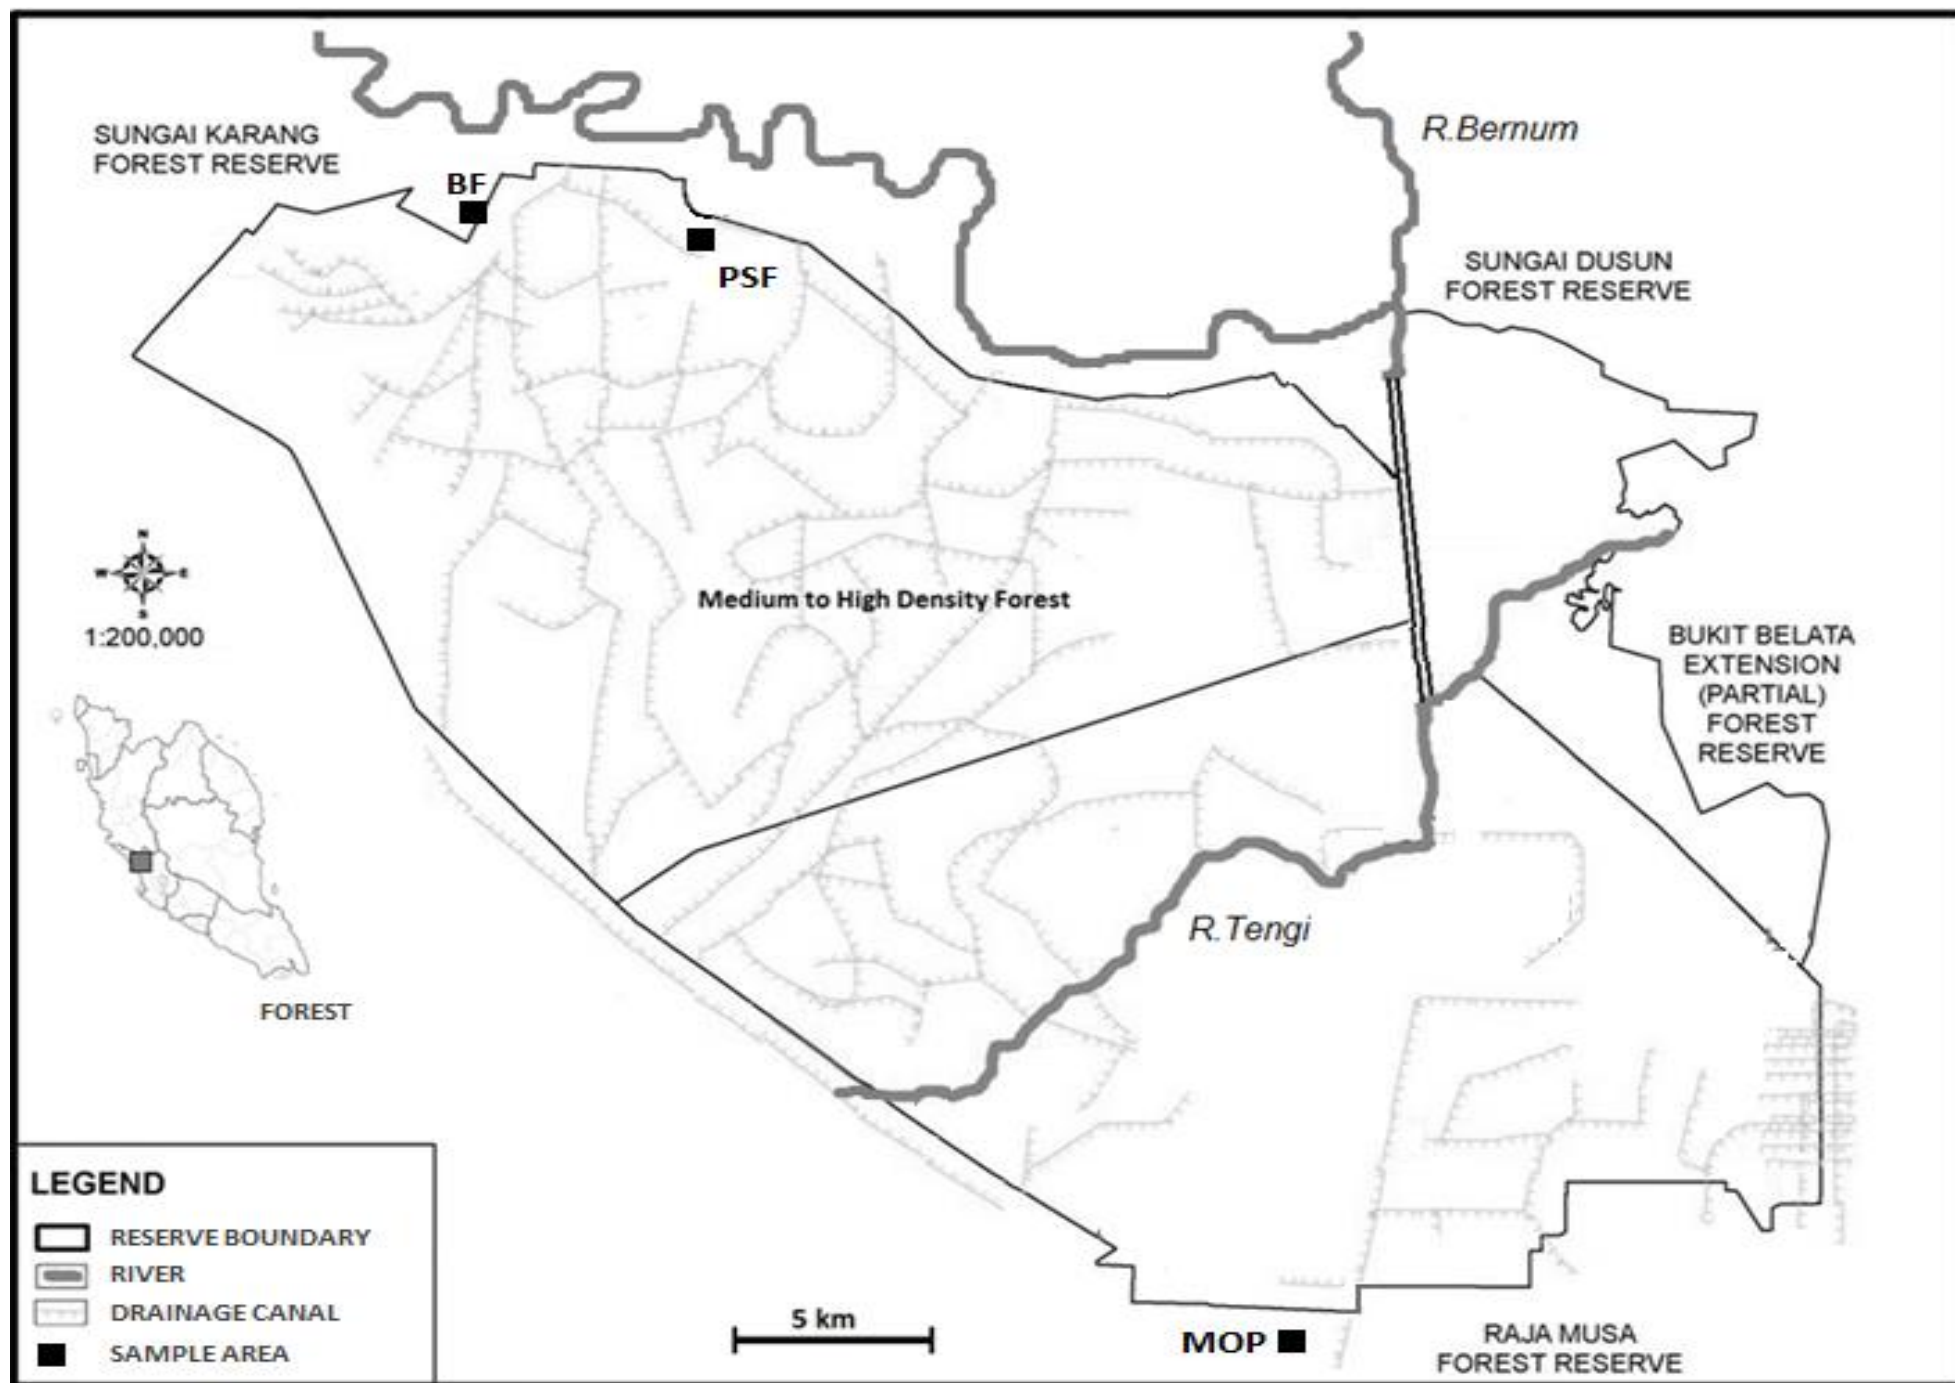 SUNGAI KARANG
FOREST RESERVE
BF
PSF
R.Bernum
SUNGAI DUSUN
FOREST RESERVE
Medium to High Density Forest
N
W
E
S
1:200,000
BUKIT BELATA
EXTENSION
(PARTIAL)
FOREST
RESERVE
R.Tengi
FOREST
LEGEND
RESERVE BOUNDARY
RIVER
DRAINAGE CANAL
SAMPLE AREA
5 km
MOP
RAJA MUSA
FOREST RESERVE